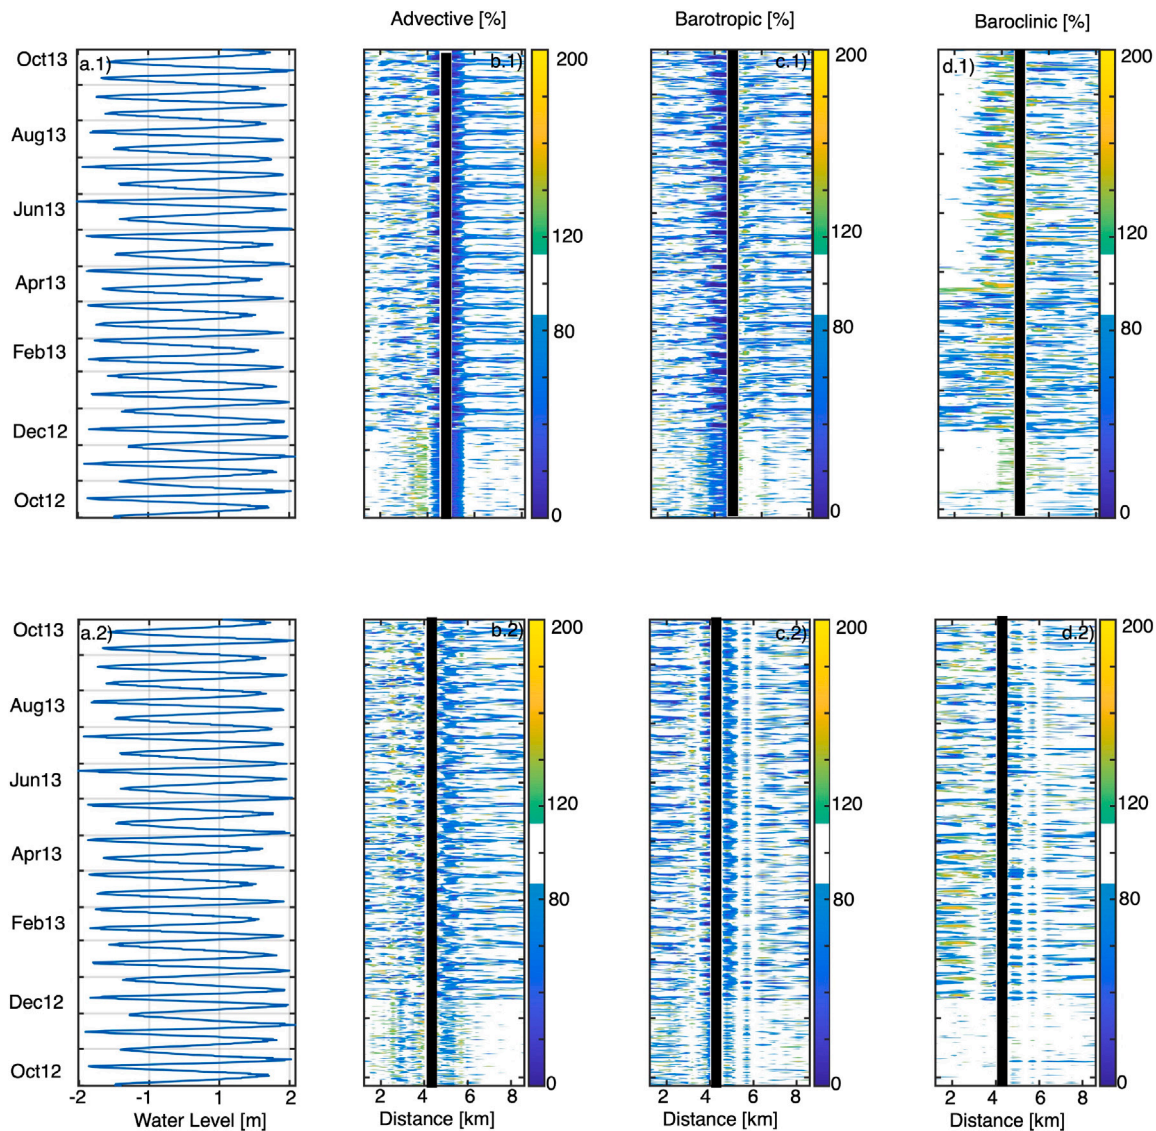 Advective [%]
Barotropic [%]
Baroclinic [%]
a.1)
b.1)
c.1)
d.1)
Oct13
Aug13
Jun13
Apr13
Feb13
Dec12
Oct12
200
120
80
0
200
120
80
0
200
120
80
0
a.2)
b.2)
c.2)
d.2)
Oct13
Aug13
Jun13
Apr13
Feb13
Dec12
Oct12
200
120
80
0
200
120
80
0
200
120
80
0
-2 -1 1 2
2 4 6 8
2 4 6 8
2 4 6 8
Water Level [m]
Distance [km]
Distance [km]
Distance [km]